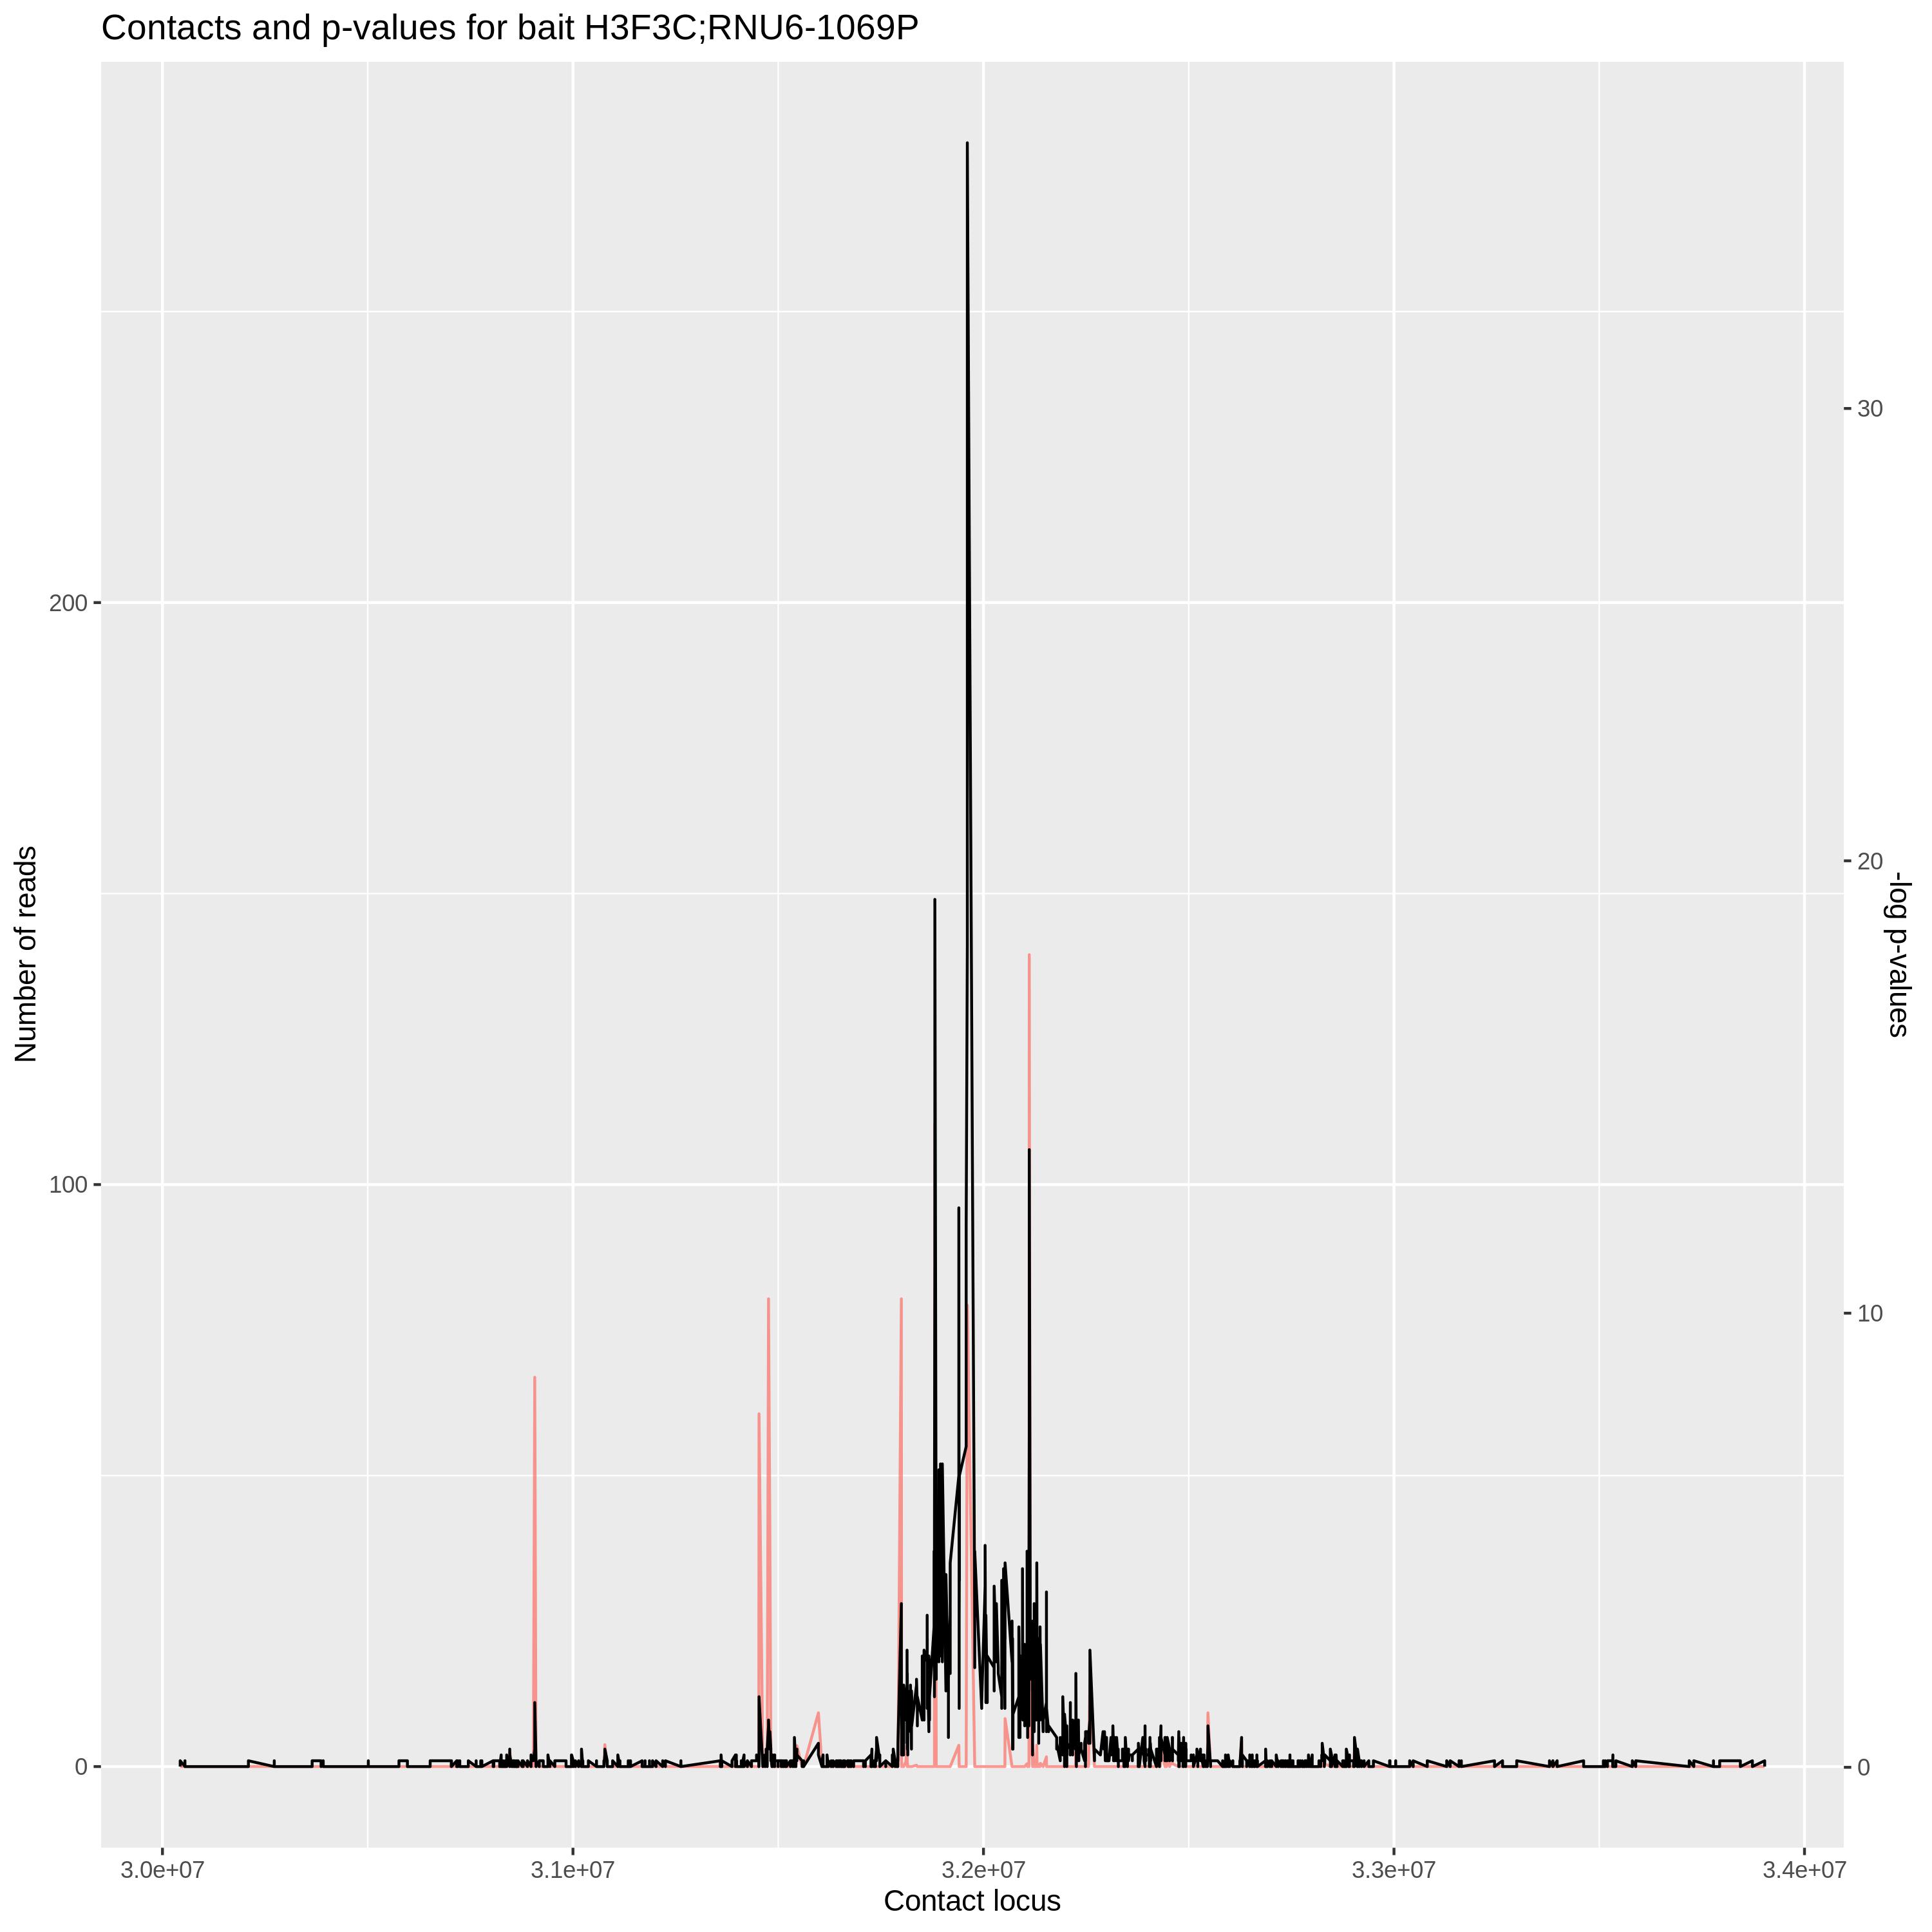 Contacts and p-values for bait H3F3C;RNU6-1069P
Number of reads
200
100
0
30
20
10
0
-log p-values
3.0e+07
3.1e+07
3.2e+07
3.3e+07
3.4e+07
Contact locus